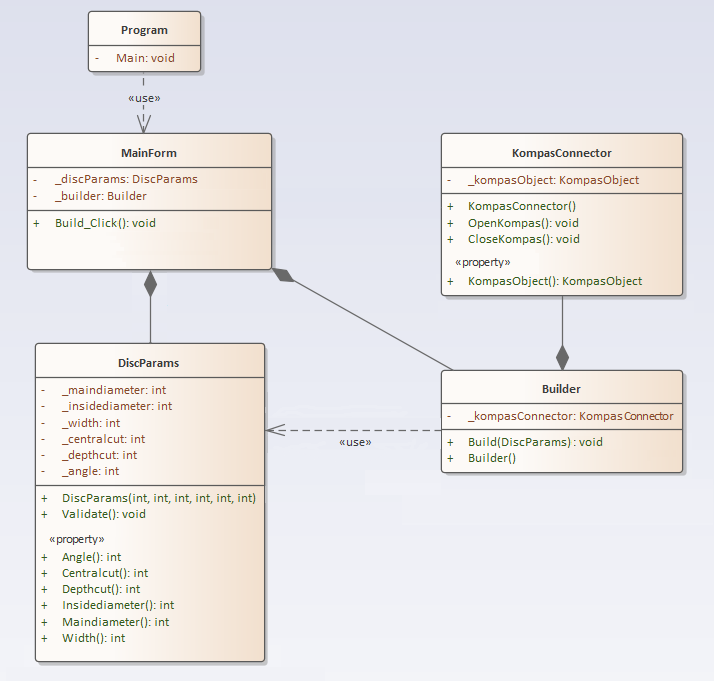 Program
- Main: void
«use»
MainForm
- _discParams: DiscParams
- _builder: Builder
+ Build_Click(): void
KompasConnector
- _kompasObject: KompasObject
+ KompasConnector()
+ OpenKompas(): void
+ CloseKompas(): void
«property»
+ KompasObject(): KompasObject
DiscParams
- _maindiameter: int
- _insidediameter: int
- _width: int
- _centralcut: int
- _depthcut: int
- _angle: int
+ DiscParams(int, int, int, int, int, int)
+ Validate(): void
«property»
+ Angle(): int
+ Centralcut(): int
+ Depthcut(): int
+ Insidediameter(): int
+ Maindiameter(): int
+ Width(): int
«use»
Builder
- _kompasConnector: KompasConnector
+ Build(DiscParams) : void
+ Builder()